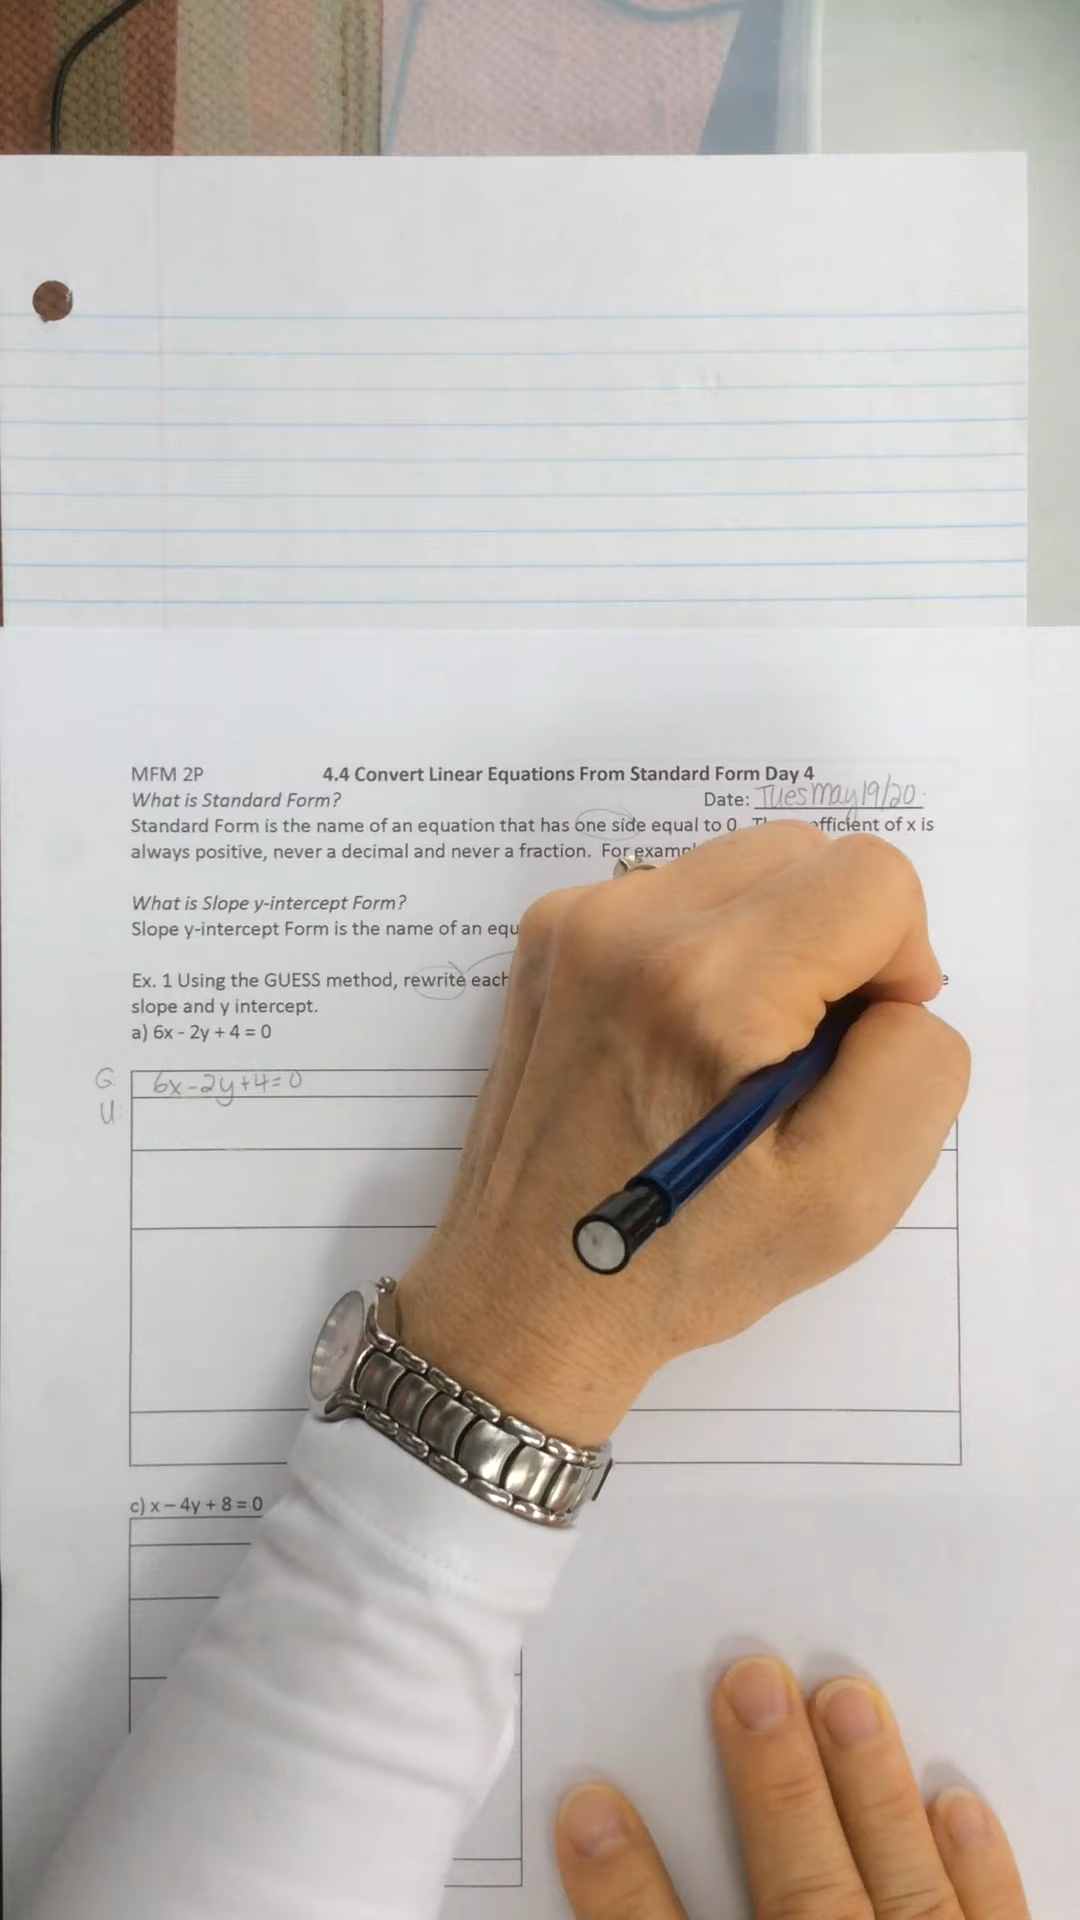 MFM 2P 4.4 Convert Linear Equations From Standard Form Day 4
What is Standard Form? Date: Tues May 19/20.
Standard Form is the name of an equation that has one side equal to 0. of x is
always positive, never a decimal and never a fraction. For
What is Slope y-intercept Form?
Slope y-intercept Form is the name of an
Ex. 1 Using the GUESS method, rewrite each
slope and y intercept.
a) 6x - 2y + 4 = 0
G: 6x-2y+4=0
U:
c) x – 4y + 8 = 0